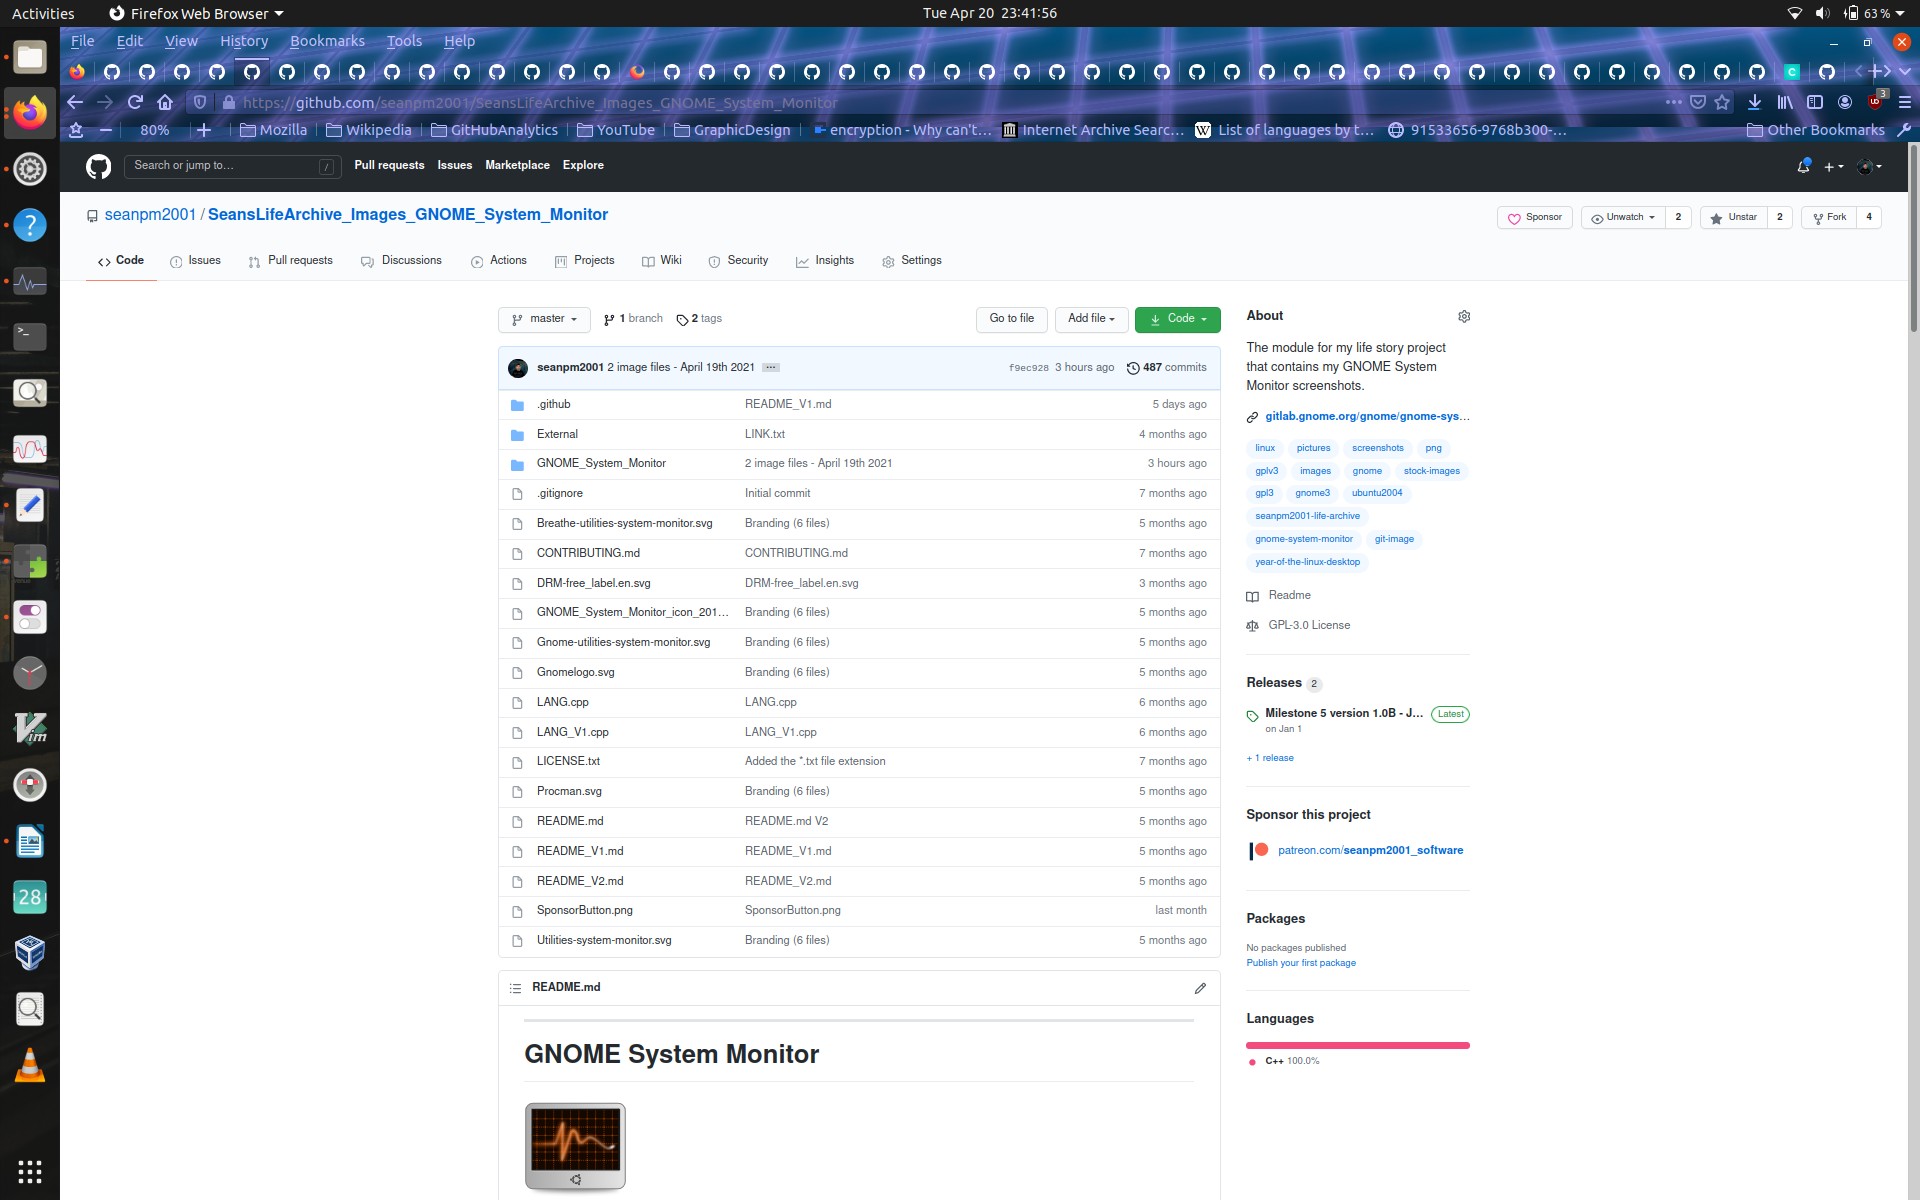 Activities Firefox Web Browser Tue Apr 20 23:41:56 63 %
File Edit View History Bookmarks Tools Help
https://github.com/seanpm2001/SeansLifeArchive_Images_GNOME_System_Monitor 3
80% Mozilla Wikipedia GitHubAnalytics YouTube GraphicDesign encryption - Why can't… Internet Archive Searc… List of languages by t… 91533656-9768b300-… Other Bookmarks
Search or jump to… / Pull requests Issues Marketplace Explore
seanpm2001 / SeansLifeArchive_Images_GNOME_System_Monitor Sponsor Unwatch 2 Unstar 2 Fork 4
Code Issues Pull requests Discussions Actions Projects Wiki Security Insights Settings
master 1 branch 2 tags Go to file Add file Code
seanpm2001 2 image files - April 19th 2021 … f9ec928 3 hours ago 487 commits
.github README_V1.md 5 days ago
External LINK.txt 4 months ago
GNOME_System_Monitor 2 image files - April 19th 2021 3 hours ago
.gitignore Initial commit 7 months ago
Breathe-utilities-system-monitor.svg Branding (6 files) 5 months ago
CONTRIBUTING.md CONTRIBUTING.md 7 months ago
DRM-free_label.en.svg DRM-free_label.en.svg 3 months ago
GNOME_System_Monitor_icon_201… Branding (6 files) 5 months ago
Gnome-utilities-system-monitor.svg Branding (6 files) 5 months ago
Gnomelogo.svg Branding (6 files) 5 months ago
LANG.cpp LANG.cpp 6 months ago
LANG_V1.cpp LANG_V1.cpp 6 months ago
LICENSE.txt Added the *.txt file extension 7 months ago
Procman.svg Branding (6 files) 5 months ago
README.md README.md V2 5 months ago
README_V1.md README_V1.md 5 months ago
README_V2.md README_V2.md 5 months ago
SponsorButton.png SponsorButton.png last month
Utilities-system-monitor.svg Branding (6 files) 5 months ago
README.md
GNOME System Monitor
About
The module for my life story project
that contains my GNOME System
Monitor screenshots.
gitlab.gnome.org/gnome/gnome-sys…
linux pictures screenshots png
gplv3 images gnome stock-images
gpl3 gnome3 ubuntu2004
seanpm2001-life-archive
gnome-system-monitor git-image
year-of-the-linux-desktop
Readme
GPL-3.0 License
Releases 2
Milestone 5 version 1.0B - J… Latest
on Jan 1
+ 1 release
Sponsor this project
patreon.com/seanpm2001_software
Packages
No packages published
Publish your first package
Languages
C++ 100.0%
28